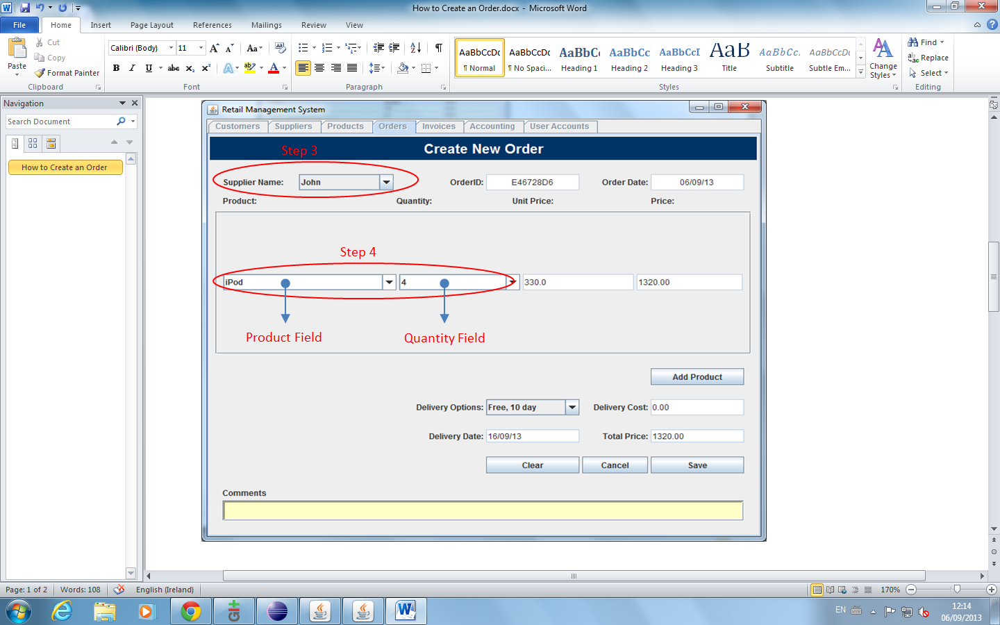 How to Create an Order.docx - Microsoft Word
File Home Insert Page Layout References Mailings Review View
Paste
Cut
Copy
Format Painter
Clipboard
Calibri (Body) 11
Aa
B I U abc x₂ x² A ab A
Font
Paragraph
AaBbCcDc AaBbCcDc AaBbCc AaBbCc AaBbCcI AaB AaBbCcL AaBbCcDc
¶ Normal ¶ No Spaci... Heading 1 Heading 2 Heading 3 Title Subtitle Subtle Em...
Change Styles
Styles
Find
Replace
Select
Editing
Navigation
Search Document
How to Create an Order
Retail Management System
Customers Suppliers Products Orders Invoices Accounting User Accounts
Step 3
Create New Order
Supplier Name: John OrderID: E46728D6 Order Date: 06/09/13
Product: Quantity: Unit Price: Price:
Step 4
iPod 4 330.0 1320.00
Product Field Quantity Field
Add Product
Delivery Options: Free, 10 day Delivery Cost: 0.00
Delivery Date: 16/09/13 Total Price: 1320.00
Clear Cancel Save
Comments
Page: 1 of 2 Words: 108 English (Ireland) 170%
Git
EN
12:14
06/09/2013